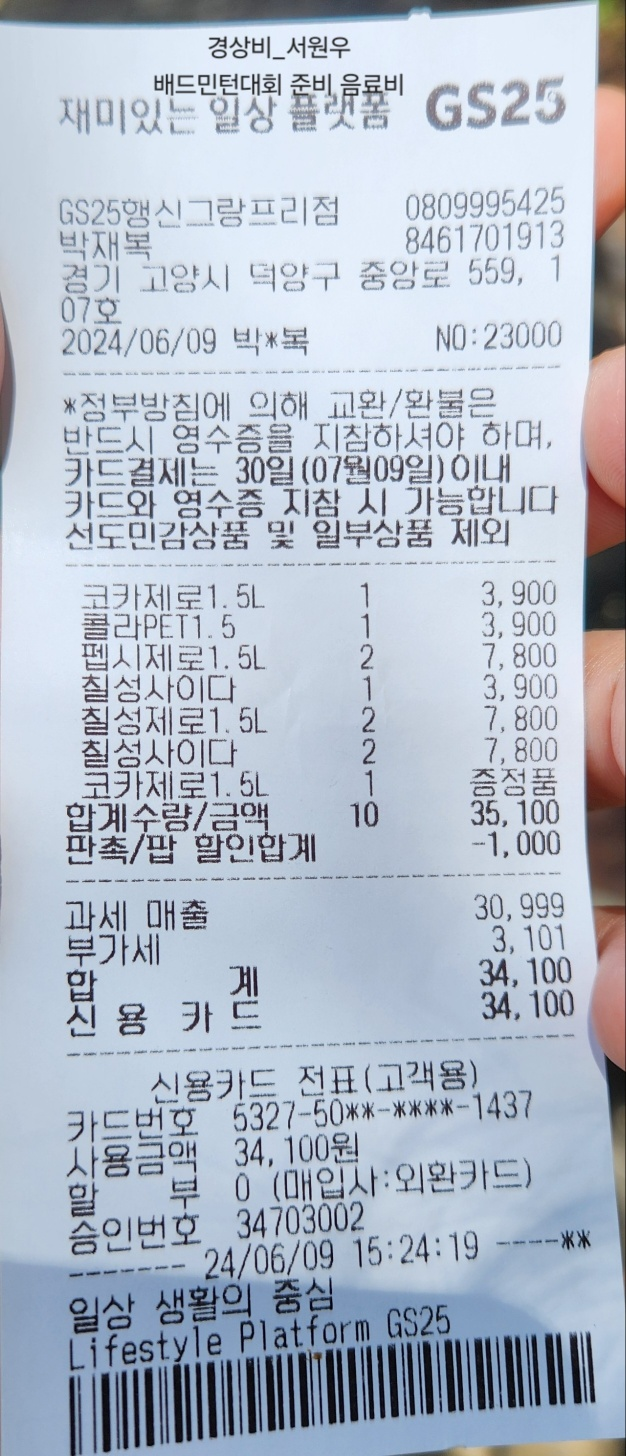 경상비_서원우
배드민턴대회 준비 음료비
재미있는 일상 플랫폼 GS25
GS25행신그랑프리점 0809995425
박재복 8461701913
경기 고양시 덕양구 중앙로 559, 1
07호
2024/06/09 박*복 NO:23000
*정부방침에 의해 교환/환불은
반드시 영수증을 지참하셔야 하며,
카드결제는 30일(07월09일)이내
카드와 영수증 지참 시 가능합니다
선도민감상품 및 일부상품 제외
코카제로1.5L 1 3,900
콜라PET1.5 1 3,900
펩시제로1.5L 2 7,800
칠성사이다 1 3,900
칠성제로1.5L 2 7,800
칠성사이다 2 7,800
코카제로1.5L 1 증정품
합계수량/금액 10 35,100
판촉/팝 할인합계 -1,000
과세 매출 30,999
부가세 3,101
합 계 34,100
신 용 카 드 34,100
신용카드 전표(고객용)
카드번호 5327-50**-****-1437
사용금액 34,100원
할 부 0 (매입사:외환카드)
승인번호 34703002
------- 24/06/09 15:24:19 ----**
일상 생활의 중심
Lifestyle Platform GS25